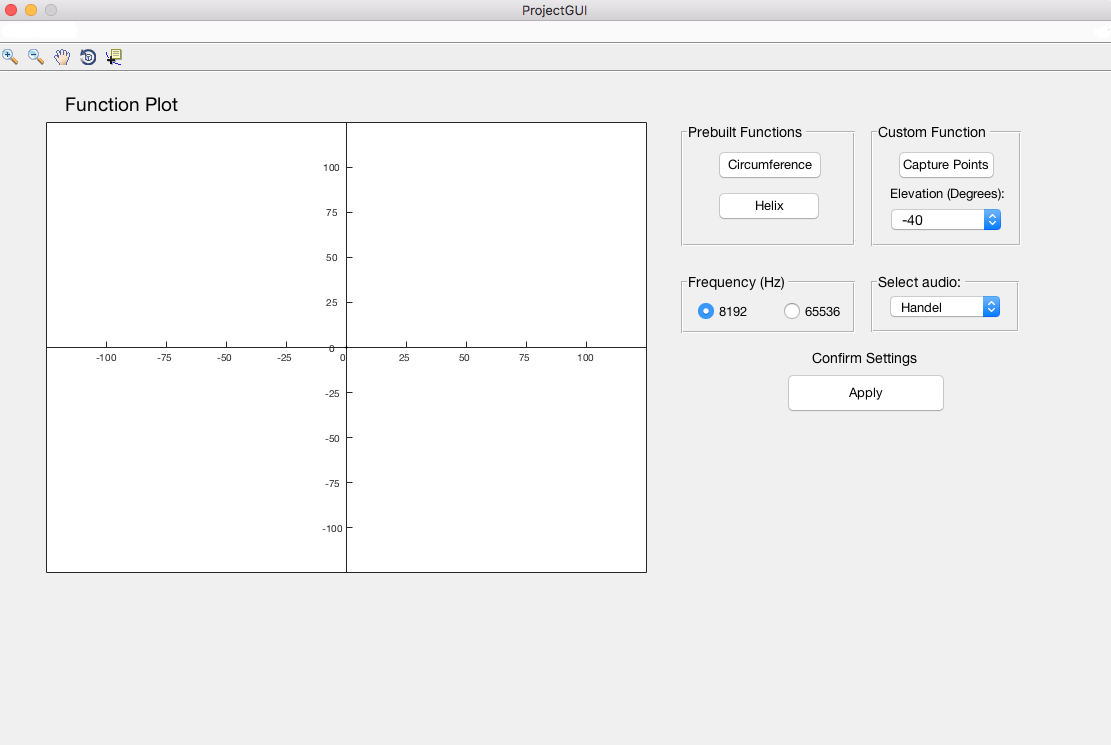 ProjectGUI
Function Plot
100
75
50
25
0
-100 -75 -50 -25 0 25 50 75 100
-25
-50
-75
-100
Prebuilt Functions
Circumference
Helix
Custom Function
Capture Points
Elevation (Degrees):
-40
Frequency (Hz)
8192 65536
Select audio:
Handel
Confirm Settings
Apply